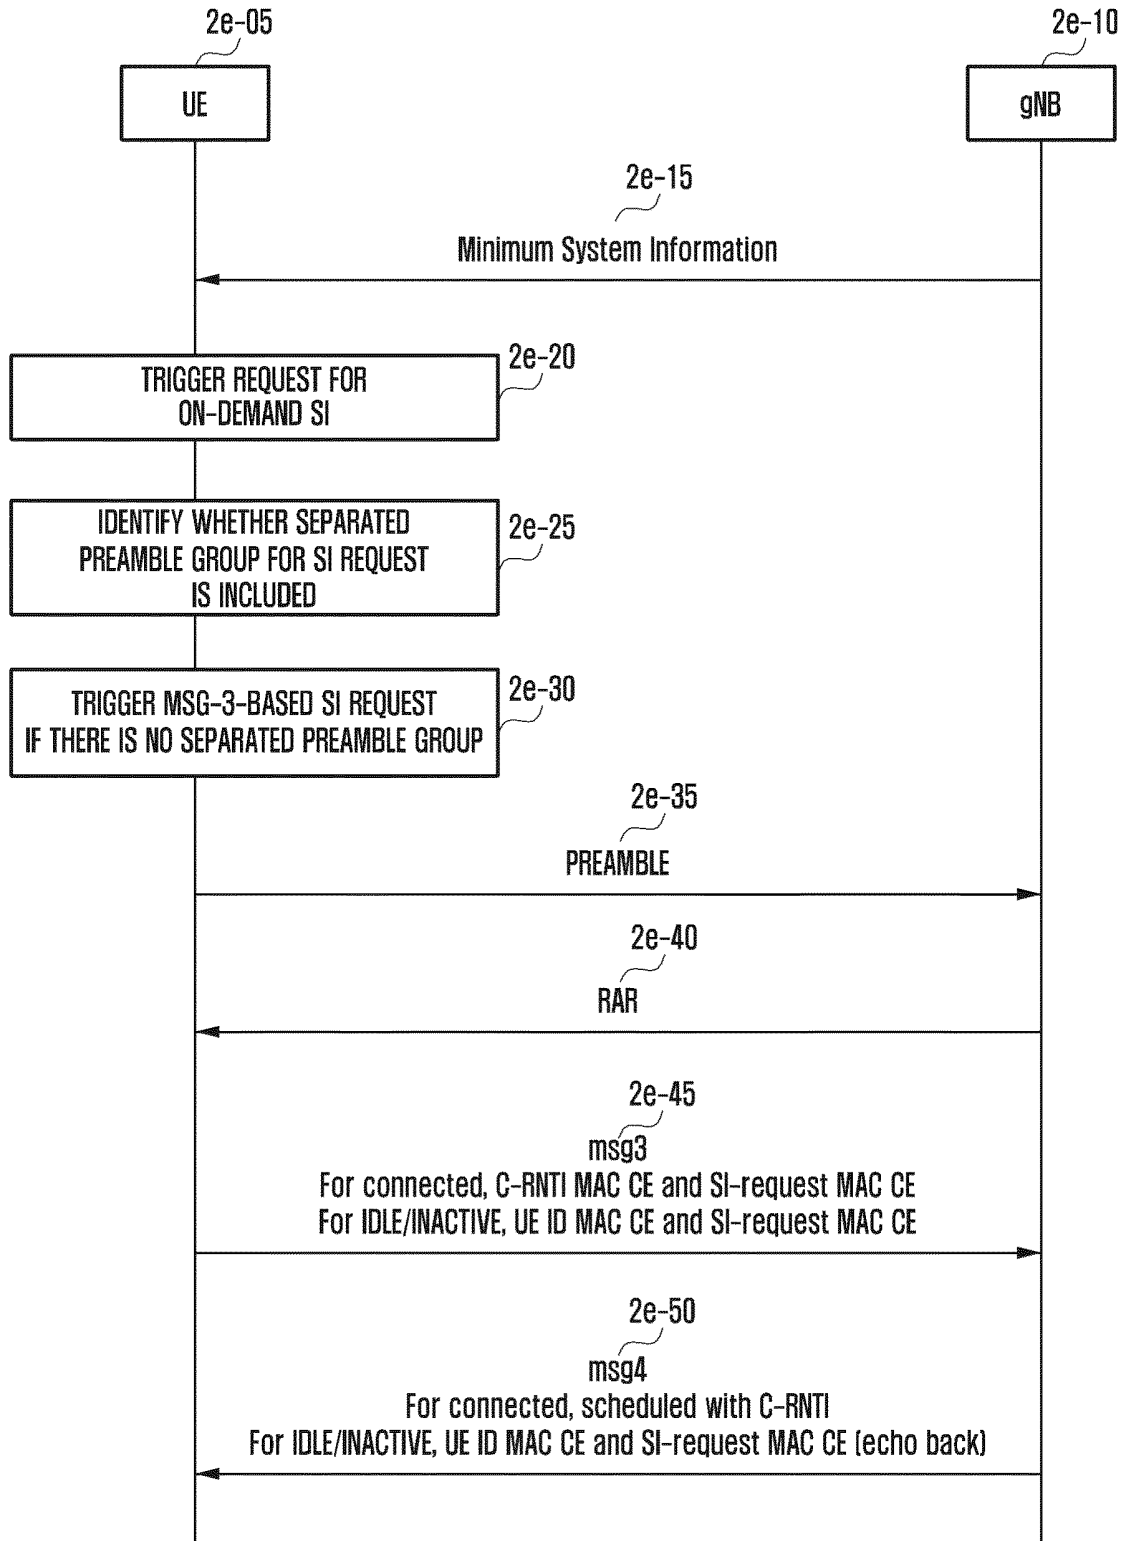 2e-05
2e-10
UE
gNB
2e-15
Minimum System Information
2e-20
TRIGGER REQUEST FOR
ON-DEMAND SI
2e-25
IDENTIFY WHETHER SEPARATED
PREAMBLE GROUP FOR SI REQUEST
IS INCLUDED
2e-30
TRIGGER MSG-3-BASED SI REQUEST
IF THERE IS NO SEPARATED PREAMBLE GROUP
2e-35
PREAMBLE
2e-40
RAR
2e-45
msg3
For connected, C-RNTI MAC CE and SI-request MAC CE
For IDLE/INACTIVE, UE ID MAC CE and SI-request MAC CE
2e-50
msg4
For connected, scheduled with C-RNTI
For IDLE/INACTIVE, UE ID MAC CE and SI-request MAC CE (echo back)